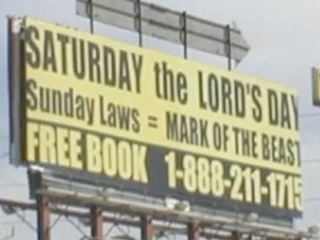 SATURDAY the LORD'S DAY
Sunday Laws = MARK OF THE BEAST
FREE BOOK 1-888-211-1715